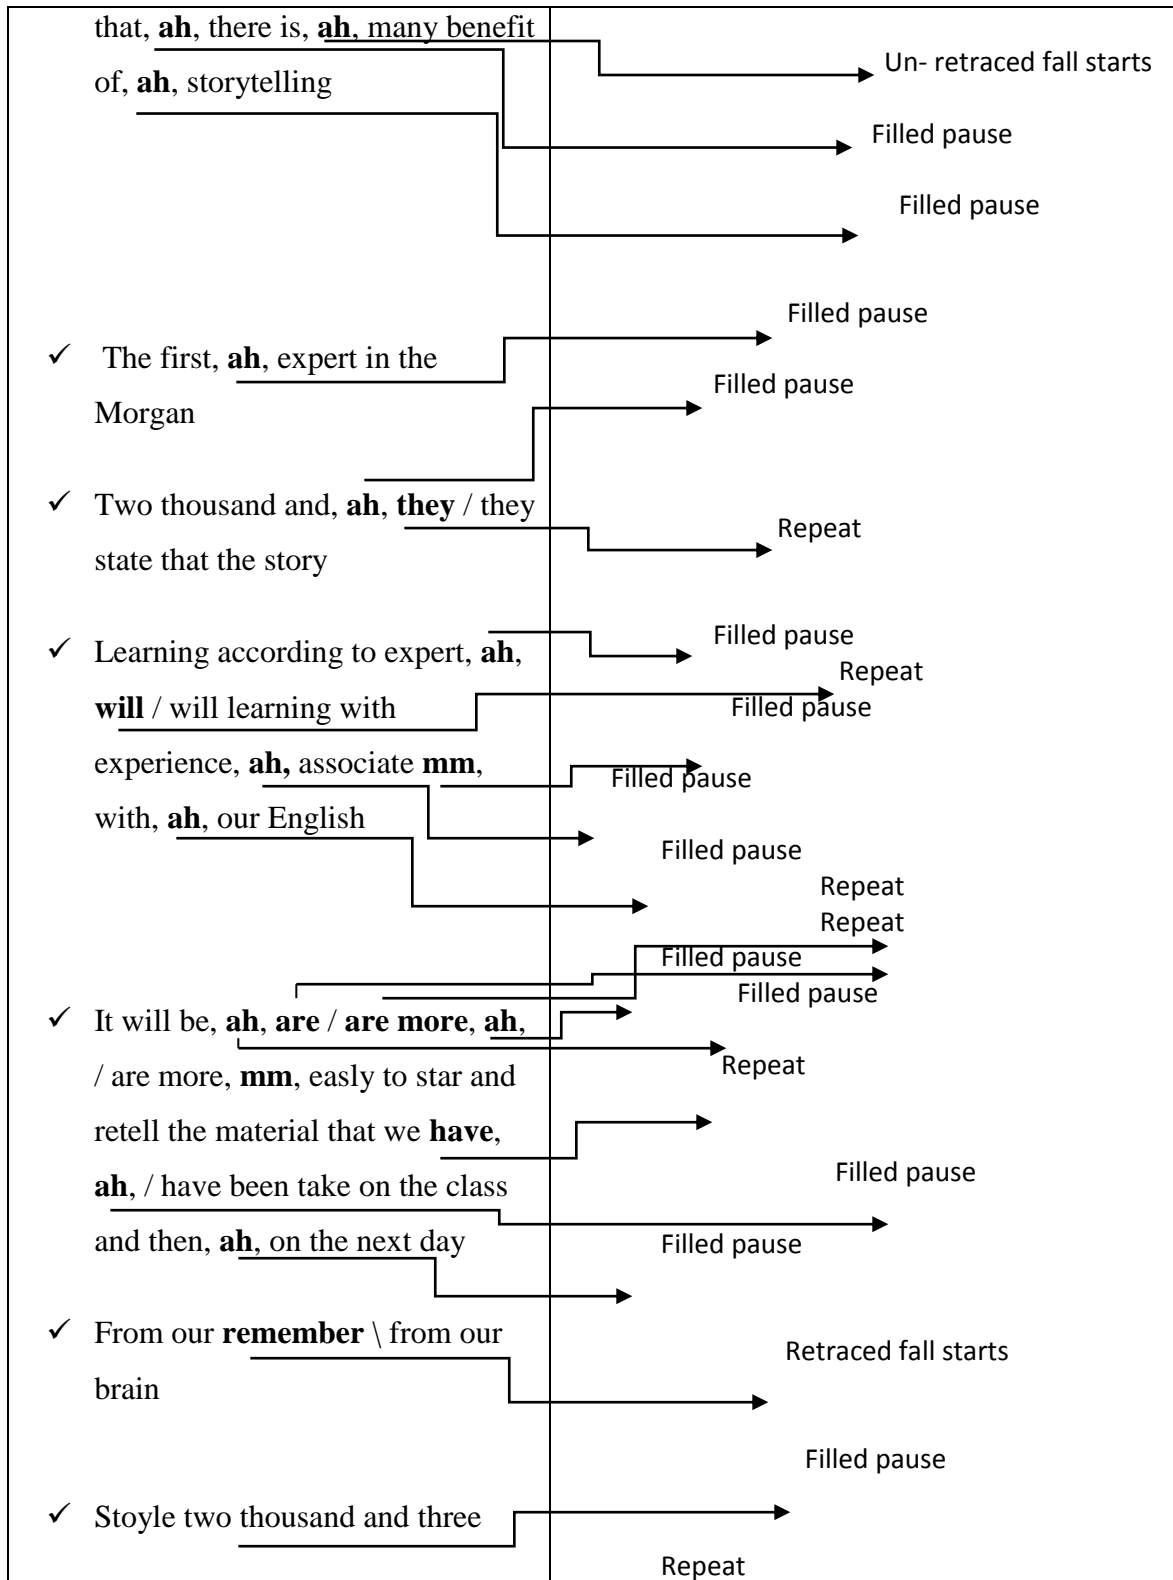 that, ah, there is, ah, many benefit
of, ah, storytelling
✓ The first, ah, expert in the
Morgan
✓ Two thousand and, ah, they / they
state that the story
✓ Learning according to expert, ah,
will / will learning with
experience, ah, associate mm,
with, ah, our English
✓ It will be, ah, are / are more, ah,
/ are more, mm, easly to star and
retell the material that we have,
ah, / have been take on the class
and then, ah, on the next day
✓ From our remember \ from our
brain
✓ Stoyle two thousand and three
Un- retraced fall starts
Filled pause
Filled pause
Filled pause
Filled pause
Repeat
Filled pause
Repeat
Filled pause
Filled pause
Filled pause
Repeat
Repeat
Filled pause
Filled pause
Repeat
Filled pause
Filled pause
Retraced fall starts
Filled pause
Repeat